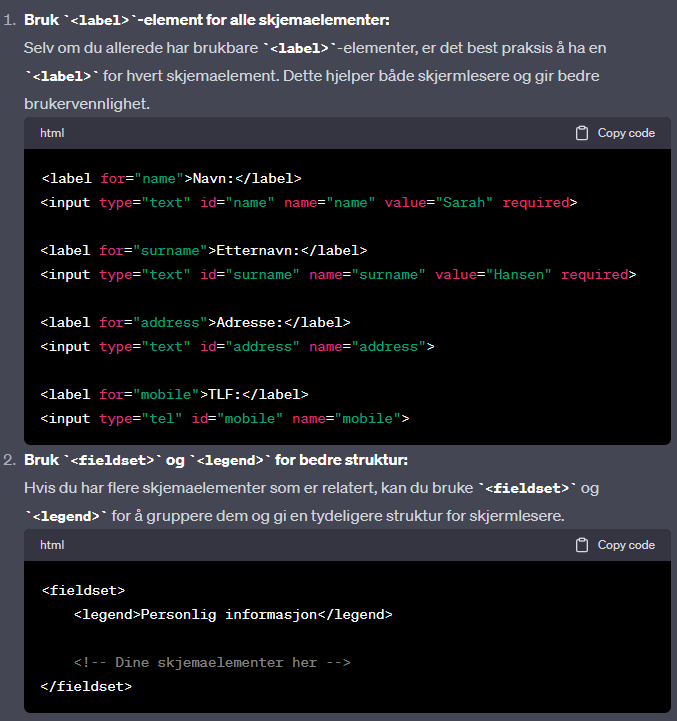 1. Bruk `<label>`-element for alle skjemaelementer:
Selv om du allerede har brukbare `<label>`-elementer, er det best praksis å ha en
`<label>` for hvert skjemaelement. Dette hjelper både skjermlesere og gir bedre
brukervennlighet.
html Copy code
<label for="name">Navn:</label>
<input type="text" id="name" name="name" value="Sarah" required>
<label for="surname">Etternavn:</label>
<input type="text" id="surname" name="surname" value="Hansen" required>
<label for="address">Adresse:</label>
<input type="text" id="address" name="address">
<label for="mobile">TLF:</label>
<input type="tel" id="mobile" name="mobile">
2. Bruk `<fieldset>` og `<legend>` for bedre struktur:
Hvis du har flere skjemaelementer som er relatert, kan du bruke `<fieldset>` og
`<legend>` for å gruppere dem og gi en tydeligere struktur for skjermlesere.
html Copy code
<fieldset>
<legend>Personlig informasjon</legend>
<!-- Dine skjemaelementer her -->
</fieldset>